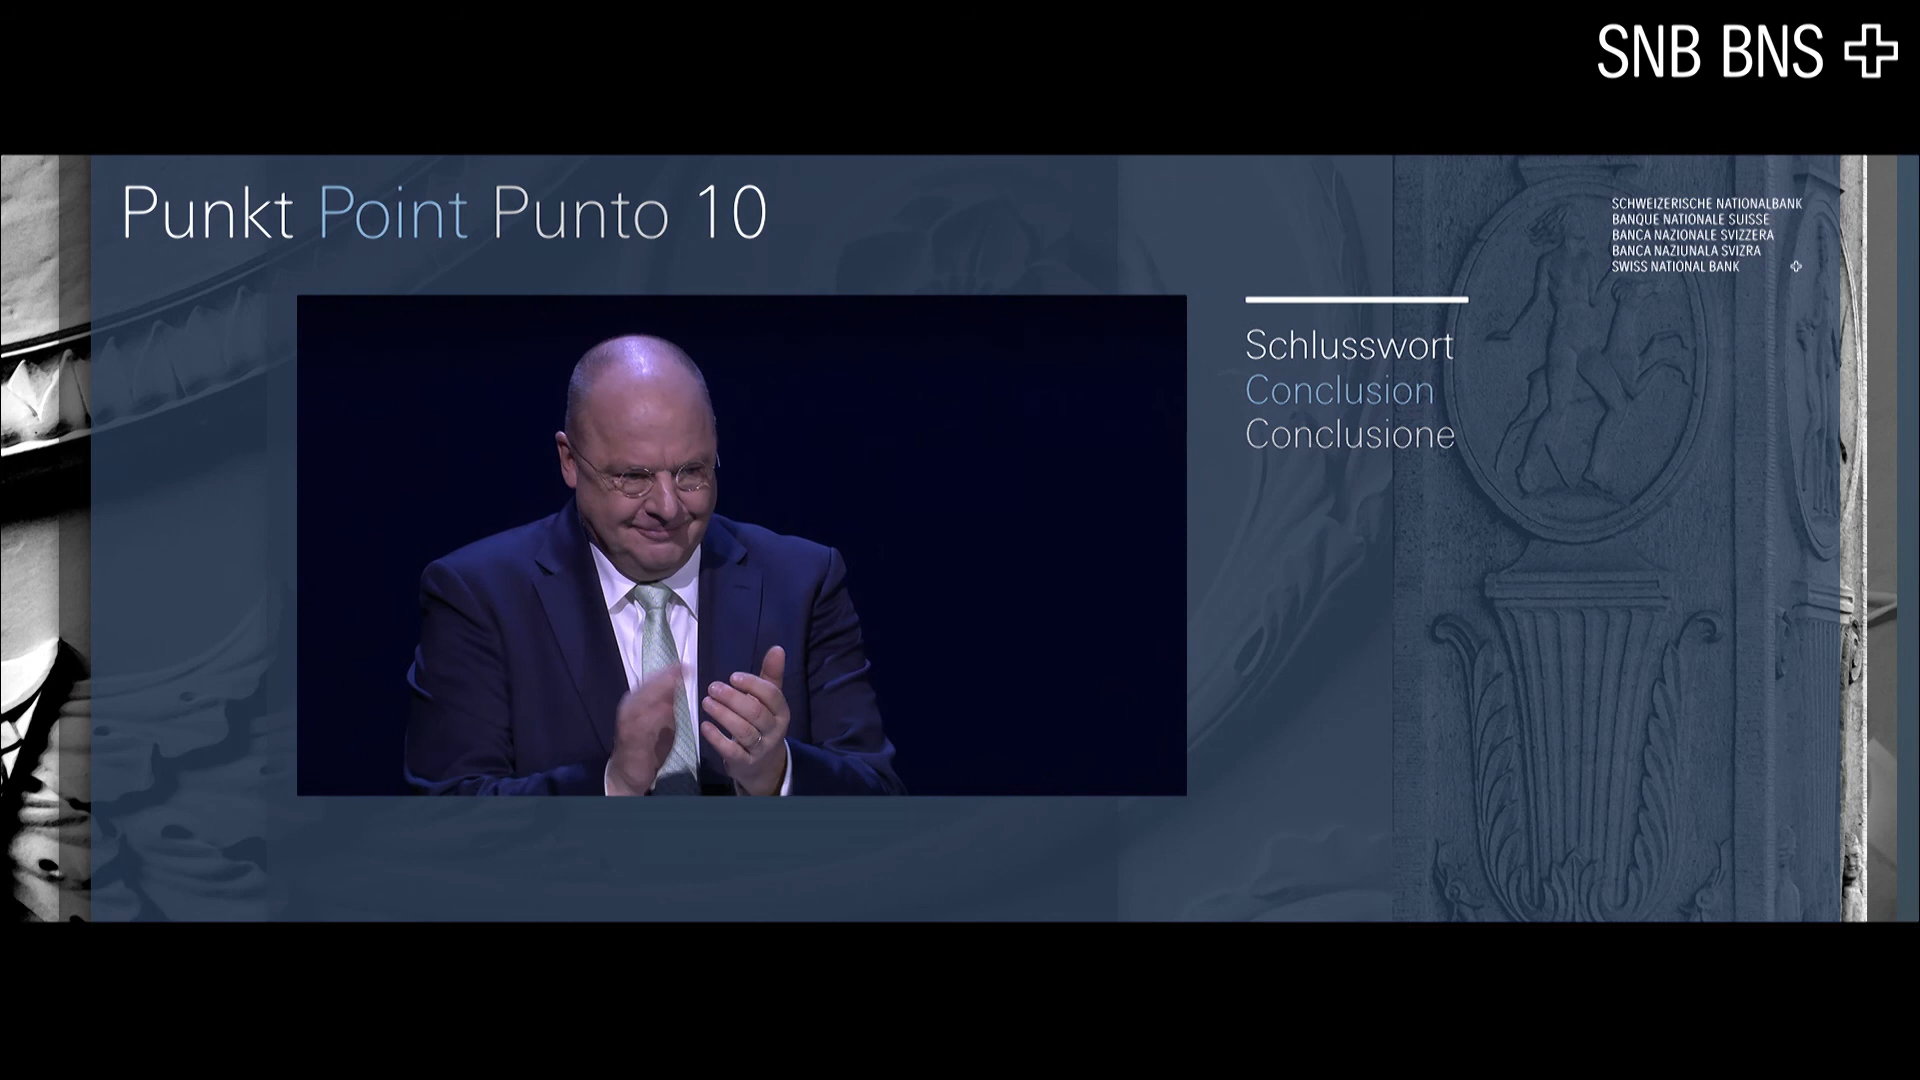 SNB BNS
Punkt Point Punto 10
SCHWEIZERISCHE NATIONALBANK
BANQUE NATIONALE SUISSE
BANCA NAZIONALE SVIZZERA
BANCA NAZIUNALA SVIZRA
SWISS NATIONAL BANK
Schlusswort
Conclusion
Conclusione